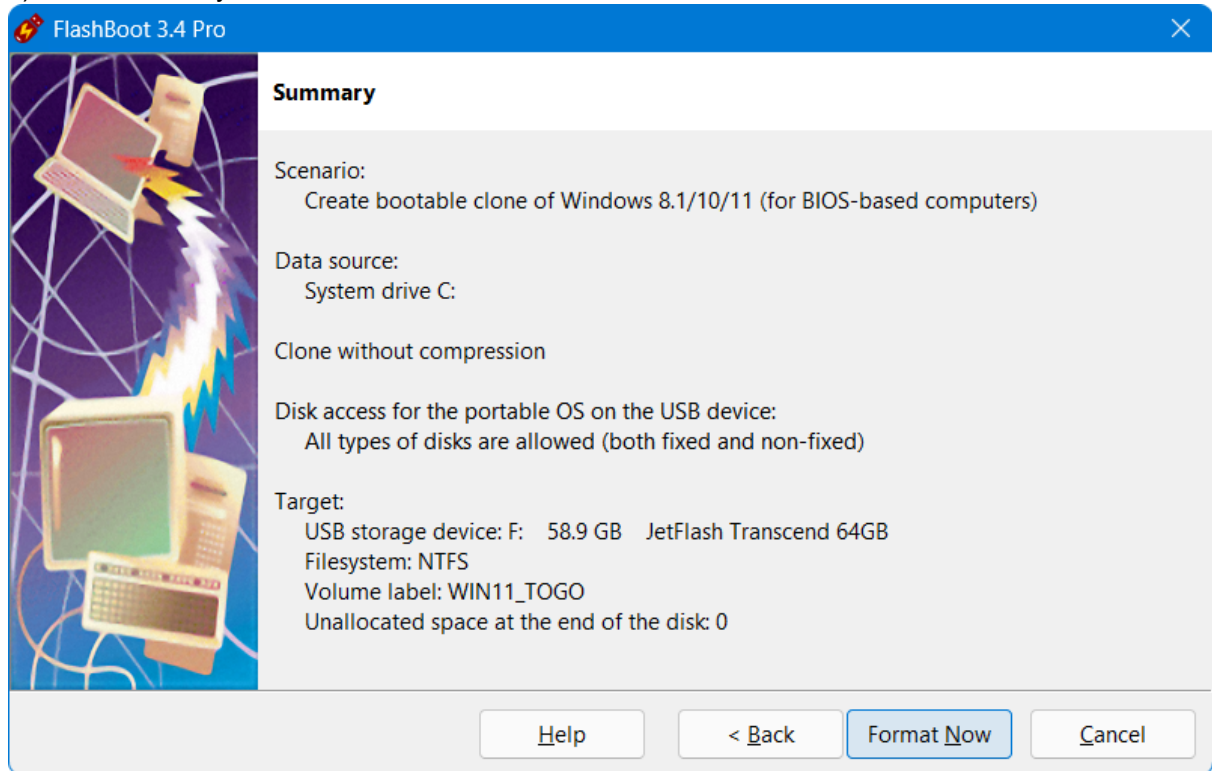 FlashBoot 3.4 Pro
Summary
Scenario:
Create bootable clone of Windows 8.1/10/11 (for BIOS-based computers)
Data source:
System drive C:
Clone without compression
Disk access for the portable OS on the USB device:
All types of disks are allowed (both fixed and non-fixed)
Target:
USB storage device: F: 58.9 GB JetFlash Transcend 64GB
Filesystem: NTFS
Volume label: WIN11_TOGO
Unallocated space at the end of the disk: 0
Help < Back Format Now Cancel